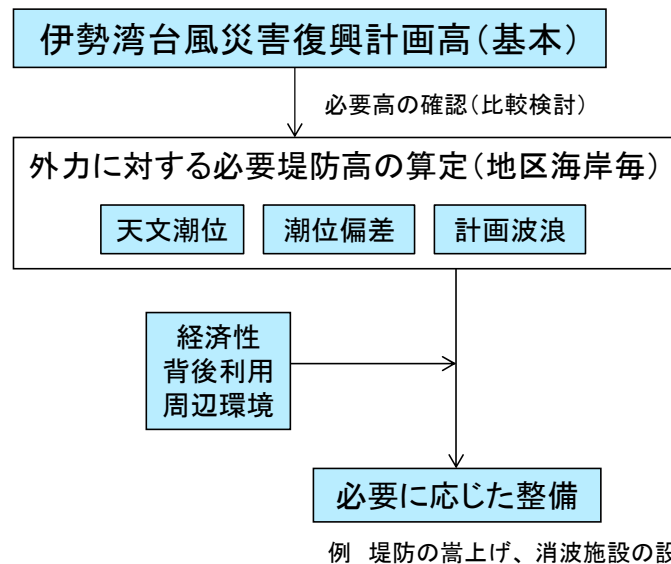 伊勢湾台風災害復興計画高（基本）
必要高の確認（比較検討）
外力に対する必要堤防高の算定（地区海岸毎）
天文潮位
潮位偏差
計画波浪
経済性
背後利用
周辺環境
必要に応じた整備
例　堤防の嵩上げ、消波施設の設